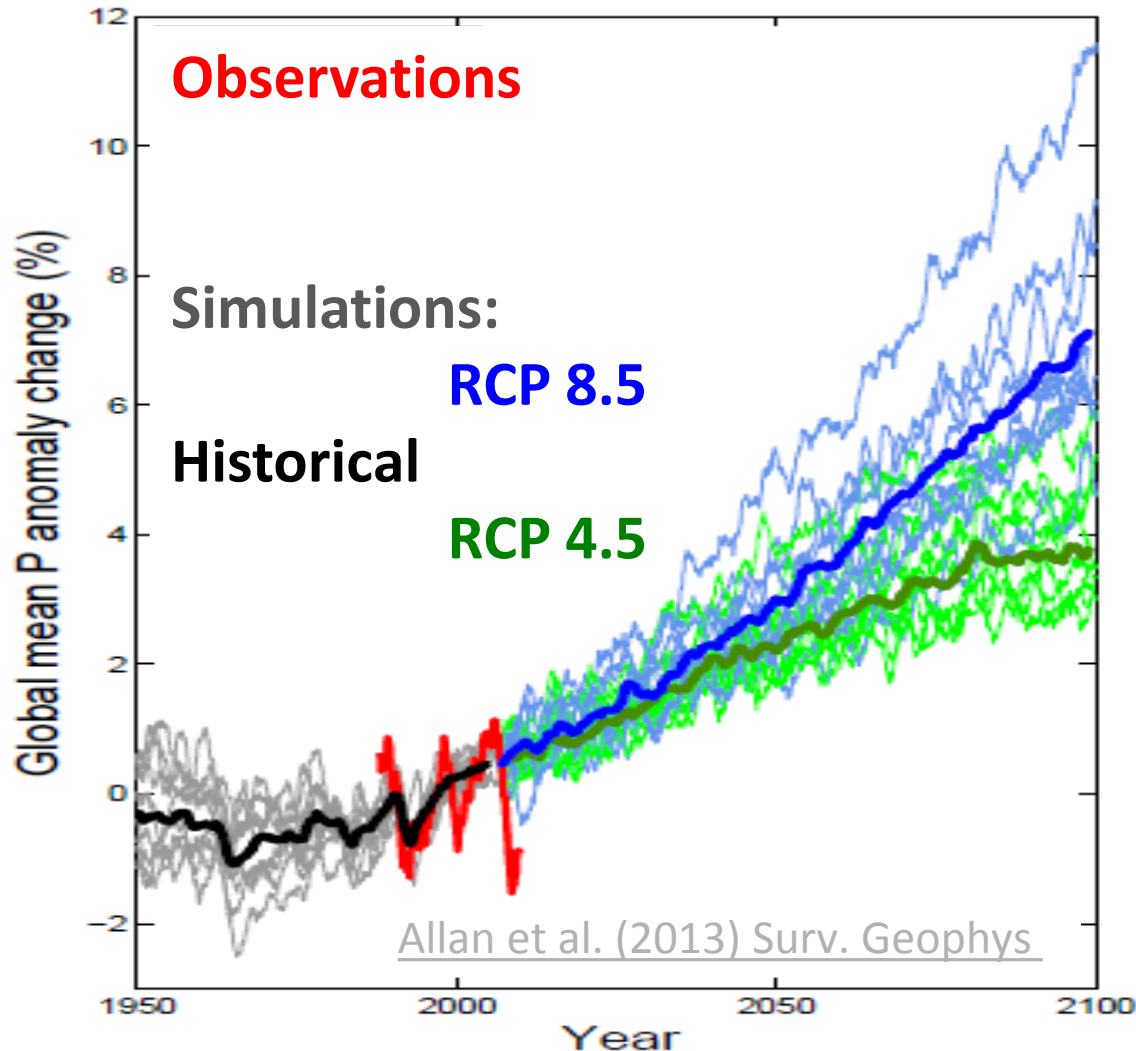 12
Observations
10
8
Simulations:
RCP 8.5
6
Historical
RCP 4.5
4
2
0
−2
Allan et al. (2013) Surv. Geophys
1950
2000
2050
2100
Year
Global mean P anomaly change (%)